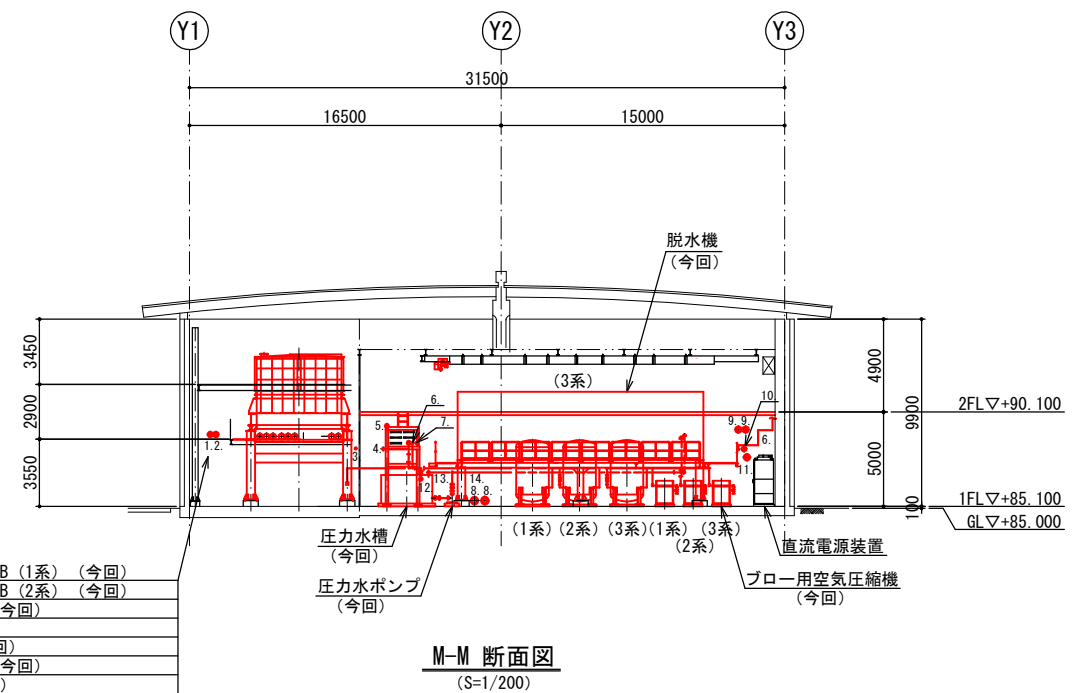 Y1
Y2
Y3
31500
16500
15000
脱水機
(今回)
3450
2900
3550
(3系)
4900
9900
5000
100
2FL▽+90.100
1FL▽+85.100
GL▽+85.000
1.2.
3.
4.
5.
6.
7.
12.
13.
14.
8. 8.
9. 9.
10.
6.
11.
(1系) (2系) (3系) (1系) (3系)
(2系)
圧力水槽
(今回)
圧力水ポンプ
(今回)
直流電源装置
ブロー用空気圧縮機
(今回)
B (1系) (今回)
B (2系) (今回)
今回)
回)
今回)
)
M-M 断面図
(S=1/200)